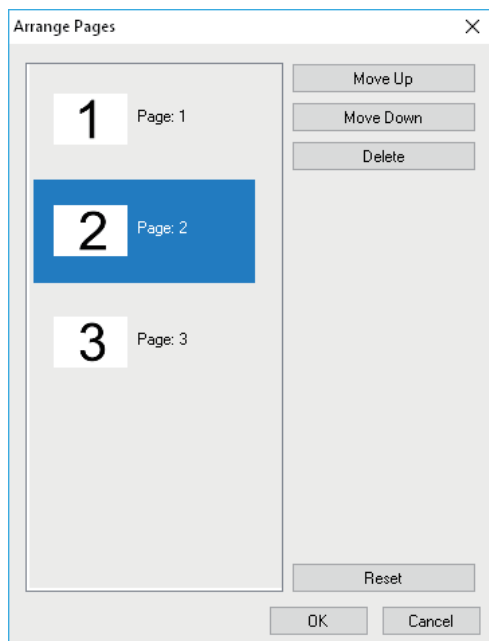 Arrange Pages
1 Page: 1
2 Page: 2
3 Page: 3
Move Up
Move Down
Delete
Reset
OK Cancel